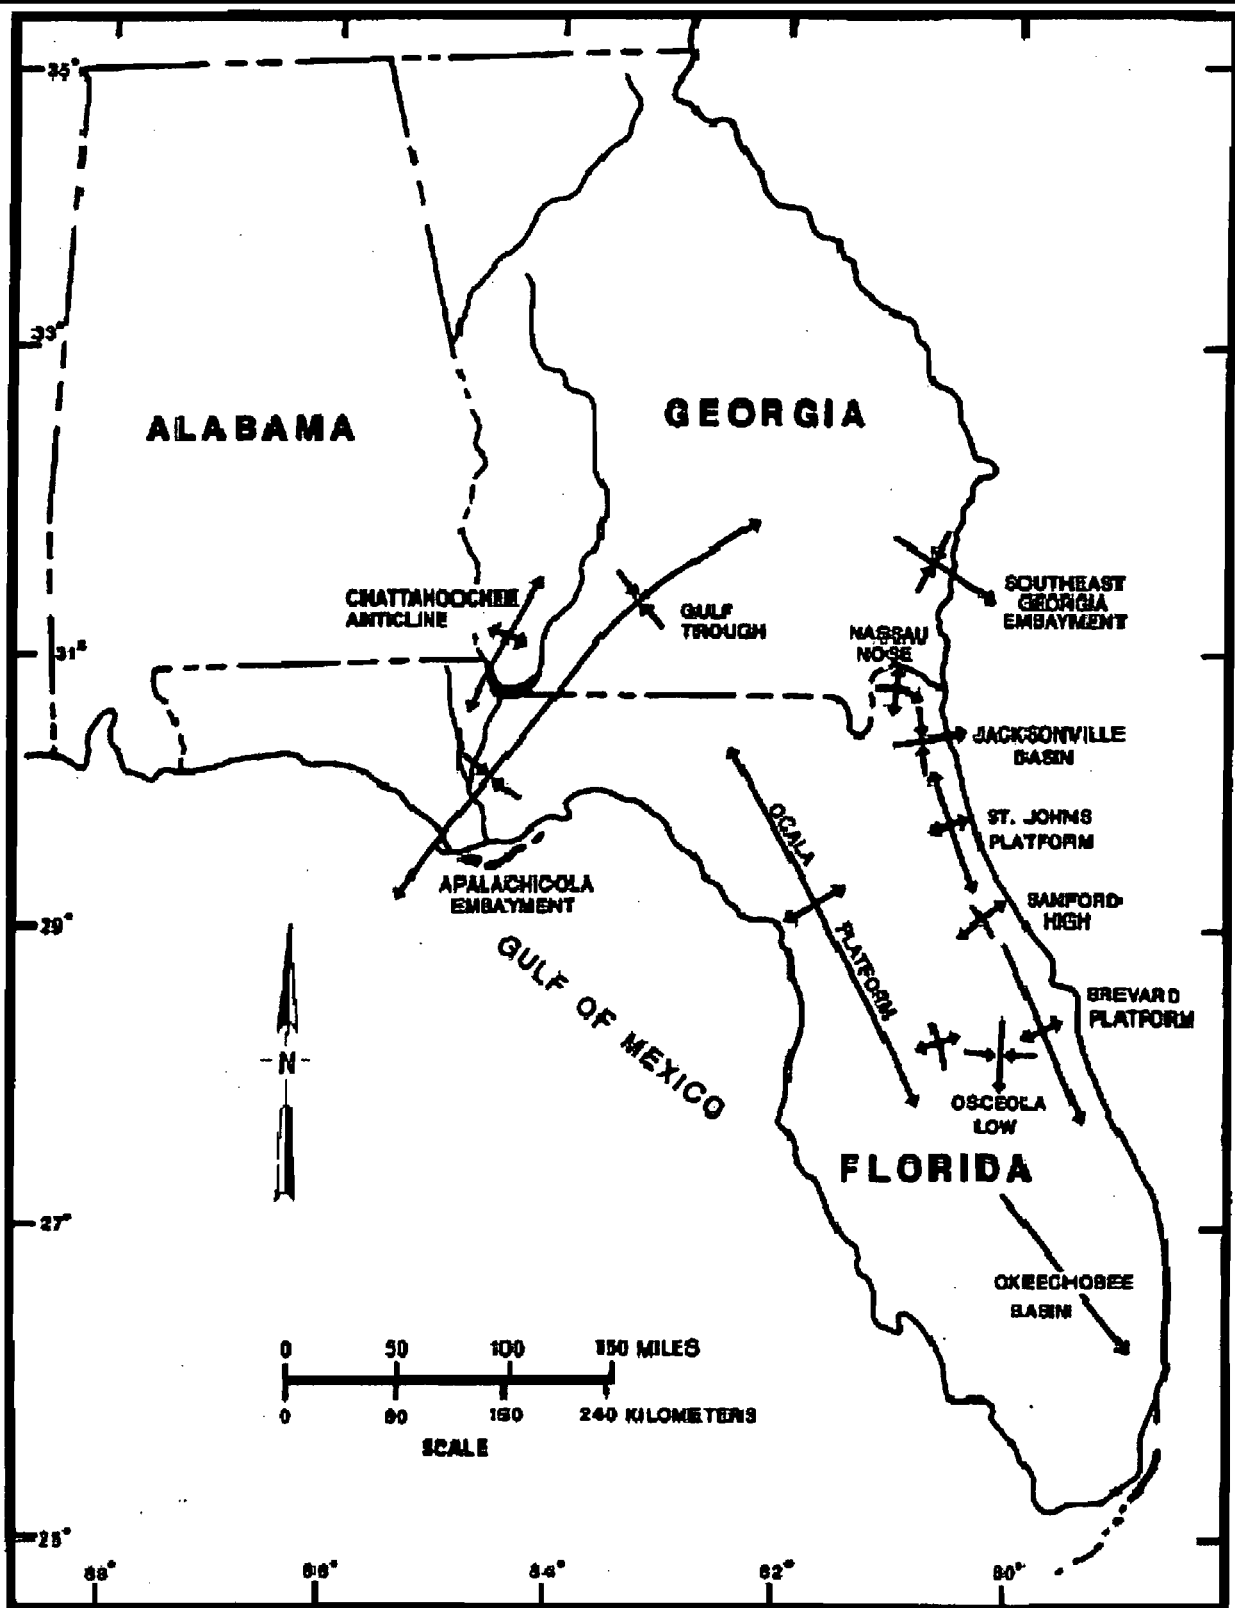 35°
33°
ALABAMA
GEORGIA
CHATTAHOOCHEE
ANTICLINE
GULF
TROUGH
SOUTHEAST
GEORGIA
EMBAYMENT
NASSAU
NOSE
31°
JACKSONVILLE
BASIN
ST. JOHNS
PLATFORM
OCALA
PLATFORM
APALACHICOLA
EMBAYMENT
SANFORD
HIGH
29°
GULF OF MEXICO
BREVARD
PLATFORM
N
OSCEOLA
LOW
FLORIDA
27°
OKEECHOBEE
BASIN
0 50 100 150 MILES
0 80 160 240 KILOMETERS
SCALE
25°
88° 86° 84° 82° 80°